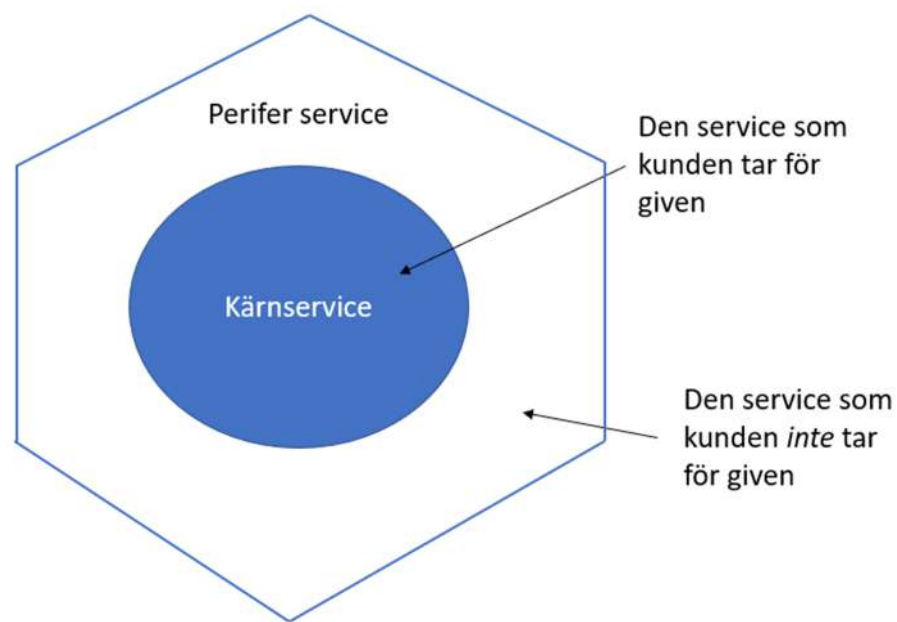 Perifer service
Den service som
kunden tar för
given
Kärnservice
Den service som
kunden inte tar
för given